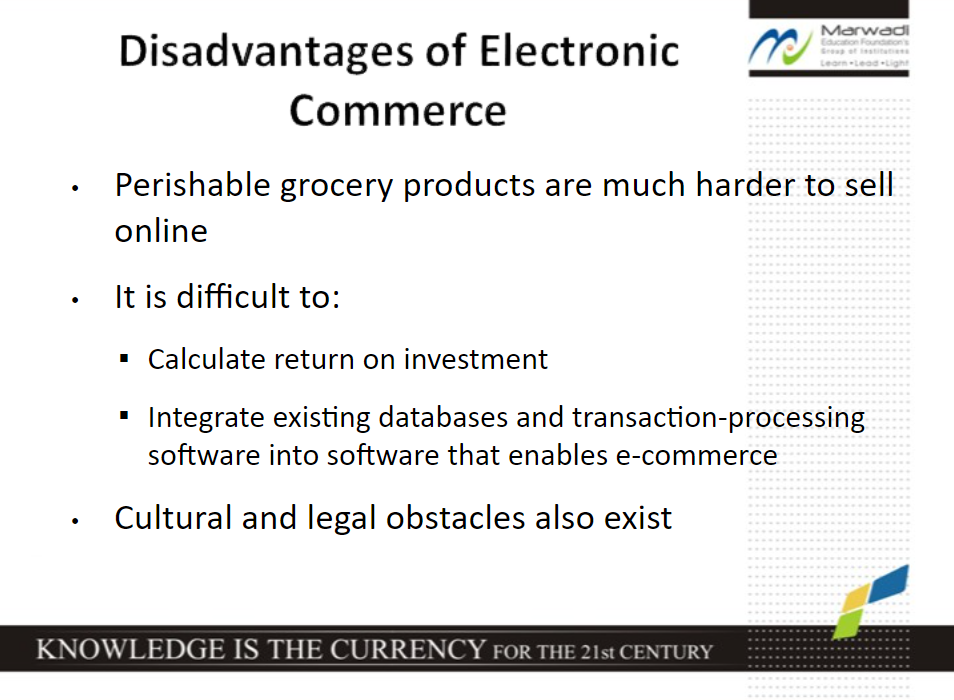 Disadvantages of Electronic
Commerce
Marwadi
Education Foundation's
Group of Institutions
Learn •Lead •Light
• Perishable grocery products are much harder to sell
online
• It is difficult to:
▪ Calculate return on investment
▪ Integrate existing databases and transaction-processing
software into software that enables e-commerce
• Cultural and legal obstacles also exist
KNOWLEDGE IS THE CURRENCY FOR THE 21st CENTURY